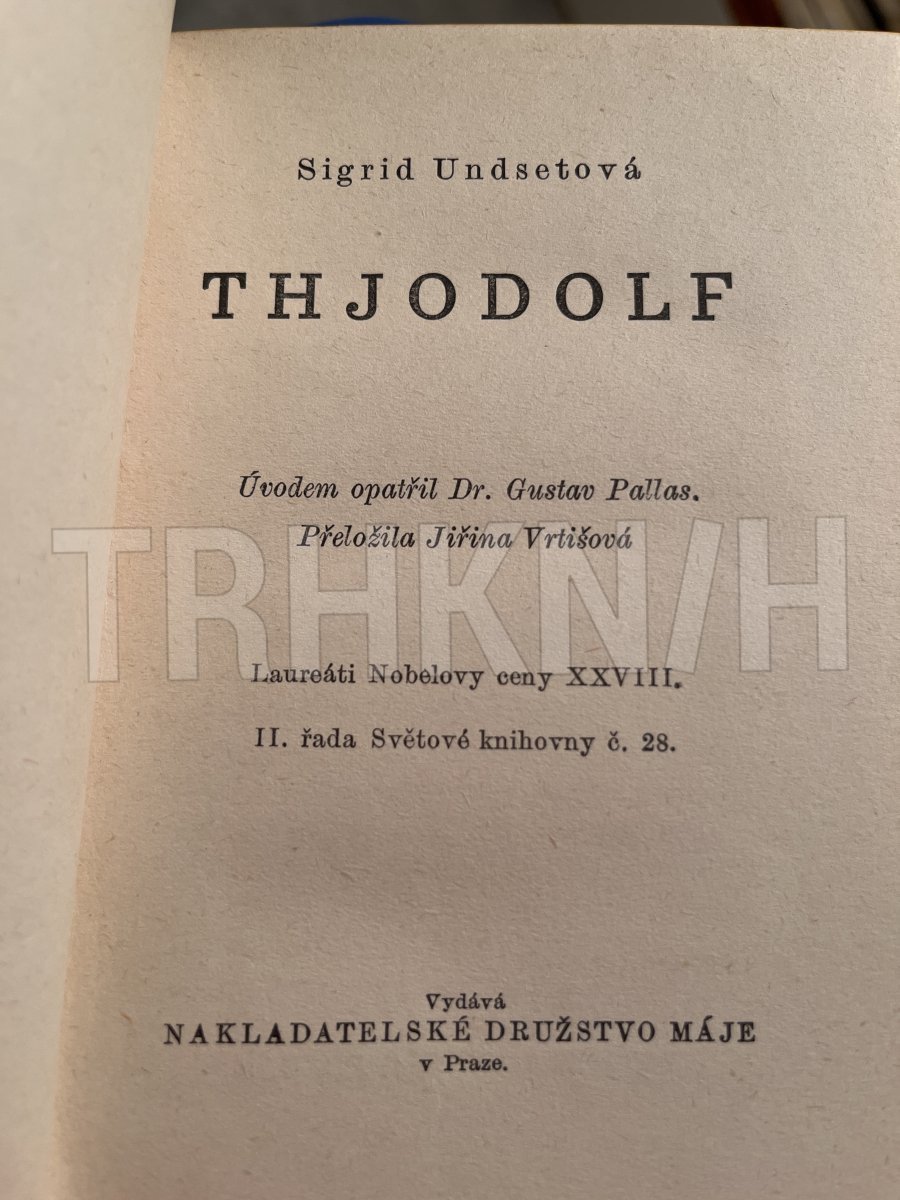 Sigrid Undsetová
THJODOLF
Úvodem opatřil Dr. Gustav Pallas.
Přeložila Jiřina Vrtišová
TRHKN/H
Laureáti Nobelovy ceny XXVIII.
II. řada Světové knihovny č. 28.
Vydává
NAKLADATELSKÉ DRUŽSTVO MÁJE
v Praze.